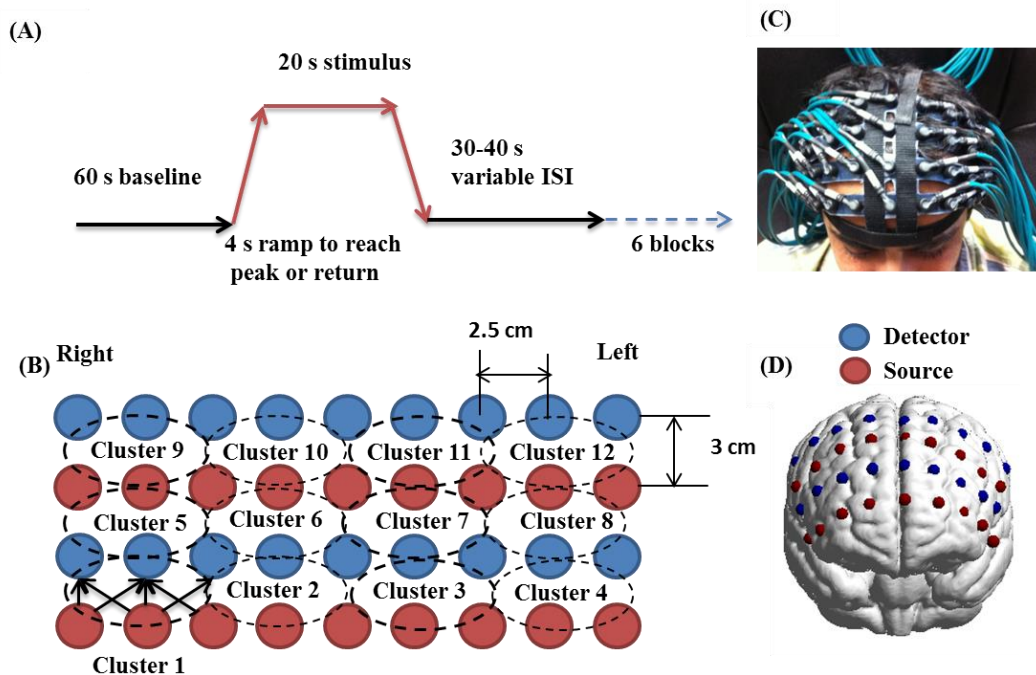 (A)
20 s stimulus
60 s baseline
30-40 s
variable ISI
4 s ramp to reach
peak or return
6 blocks
(C)
(B)
Right
2.5 cm
Left
Cluster 9
Cluster 10
Cluster 11
Cluster 12
3 cm
Cluster 5
Cluster 6
Cluster 7
Cluster 8
Cluster 2
Cluster 3
Cluster 4
Cluster 1
Detector
Source
(D)